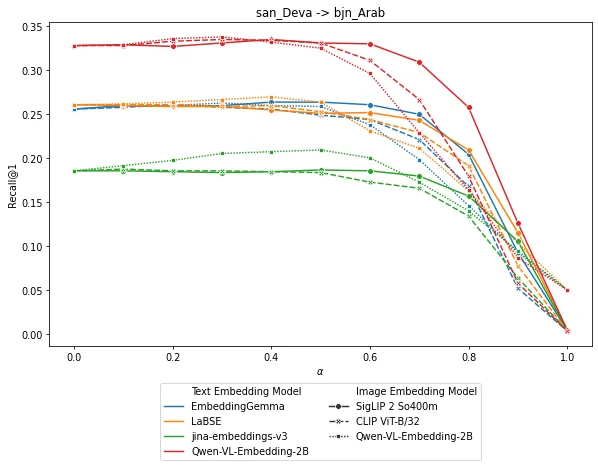 san_Deva -> bjn_Arab
Recall@1
0.35
0.30
0.25
0.20
0.15
0.10
0.05
0.00
0.0 0.2 0.4 0.6 0.8 1.0
α
Text Embedding Model
EmbeddingGemma
LaBSE
jina-embeddings-v3
Qwen-VL-Embedding-2B
Image Embedding Model
SigLIP 2 So400m
CLIP ViT-B/32
Qwen-VL-Embedding-2B